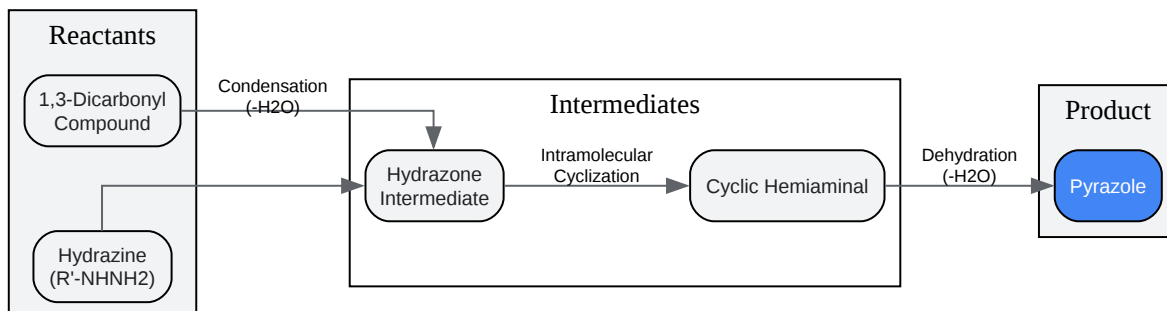 Reactants
1,3-Dicarbonyl
Compound
Hydrazine
(R'-NHNH2)
Condensation
(-H2O)
Intermediates
Hydrazone
Intermediate
Intramolecular
Cyclization
Cyclic Hemiaminal
Dehydration
(-H2O)
Product
Pyrazole